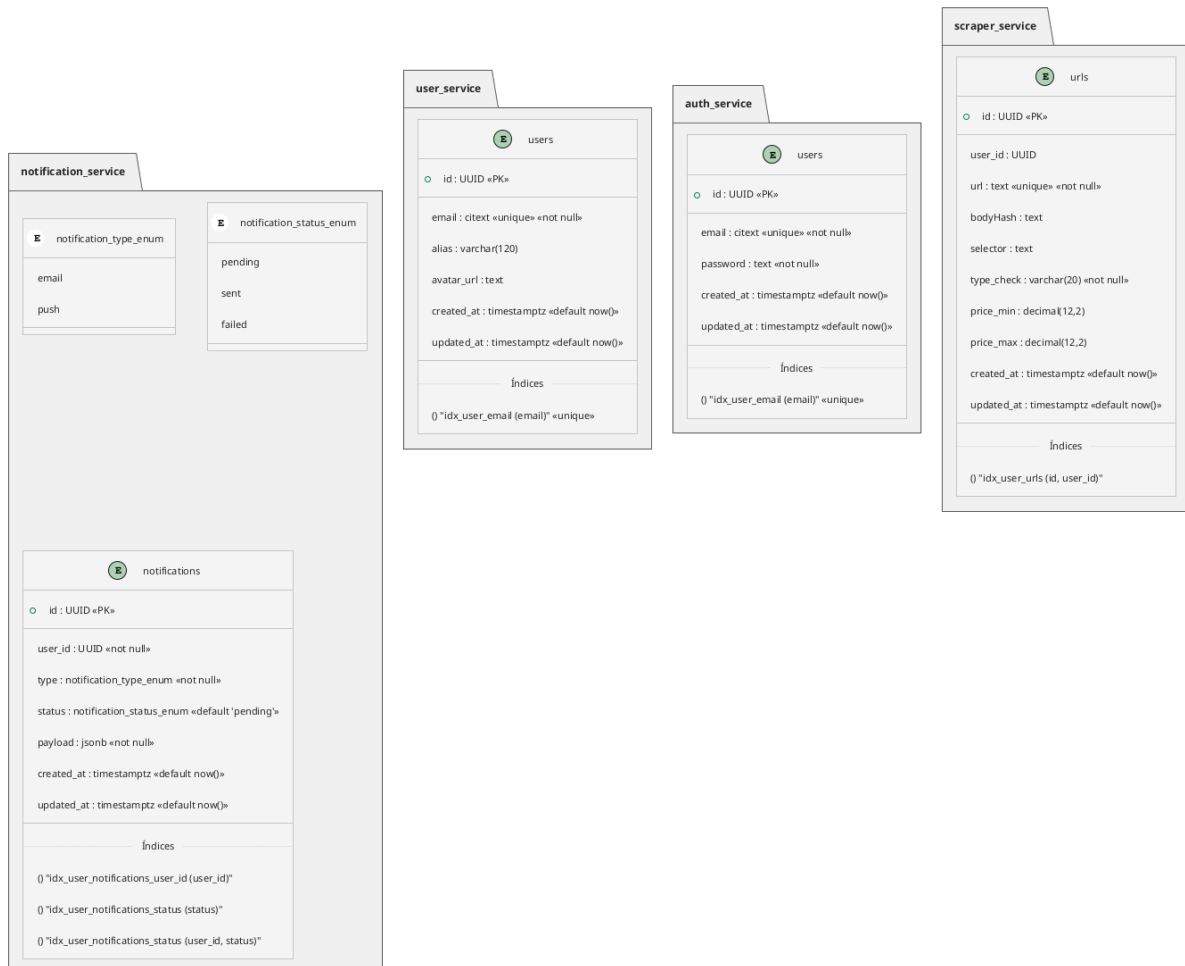 notification_service
E notification_type_enum
email
push
E notification_status_enum
pending
sent
failed
E notifications
id : UUID «PK»
user_id : UUID «not null»
type : notification_type_enum «not null»
status : notification_status_enum «default 'pending'»
payload : jsonb «not null»
created_at : timestamptz «default now()»
updated_at : timestamptz «default now()»
Índices
() "idx_user_notifications_user_id (user_id)"
() "idx_user_notifications_status (status)"
() "idx_user_notifications_status (user_id, status)"
user_service
E users
id : UUID «PK»
email : citext «unique» «not null»
alias : varchar(120)
avatar_url : text
created_at : timestamptz «default now()»
updated_at : timestamptz «default now()»
Índices
() "idx_user_email (email)" «unique»
auth_service
E users
id : UUID «PK»
email : citext «unique» «not null»
password : text «not null»
created_at : timestamptz «default now()»
updated_at : timestamptz «default now()»
Índices
() "idx_user_email (email)" «unique»
scraper_service
E urls
id : UUID «PK»
user_id : UUID
url : text «unique» «not null»
bodyHash : text
selector : text
type_check : varchar(20) «not null»
price_min : decimal(12,2)
price_max : decimal(12,2)
created_at : timestamptz «default now()»
updated_at : timestamptz «default now()»
Índices
() "idx_user_urls (id, user_id)"